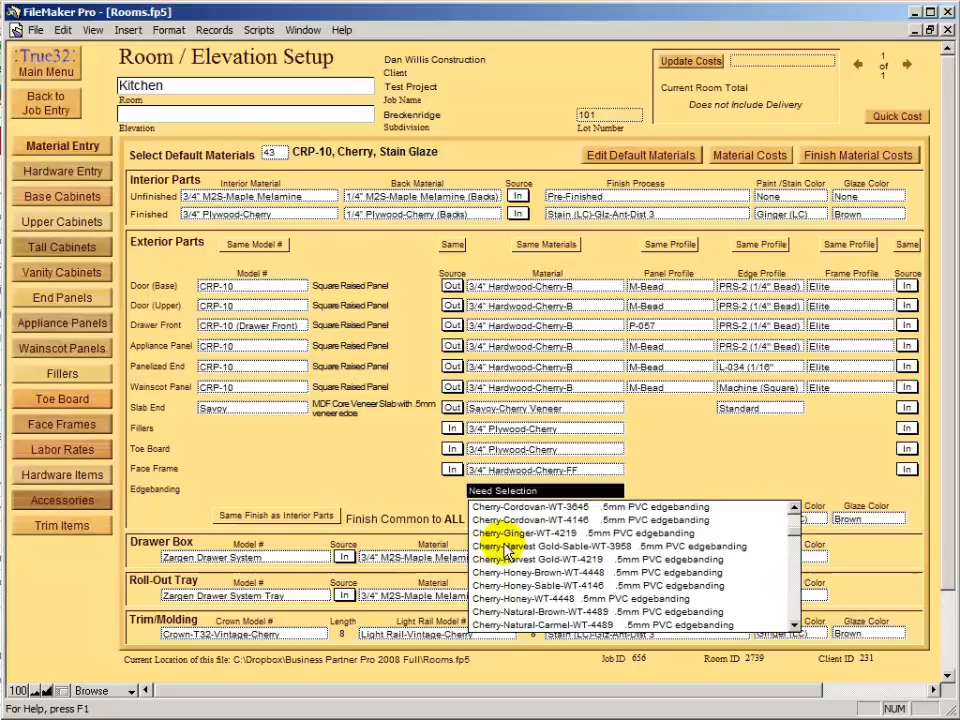 FileMaker Pro - [Rooms.fp5]
File Edit View Insert Format Records Scripts Window Help
True32
Main Menu
Back to
Job Entry
Room / Elevation Setup
Kitchen
Room
Elevation
Dan Willis Construction
Client
Test Project
Job Name
Breckenridge
Subdivision
101
Lot Number
Update Costs
Current Room Total
Does not Include Delivery
1
of
1
Quick Cost
Material Entry
Hardware Entry
Base Cabinets
Upper Cabinets
Tall Cabinets
Vanity Cabinets
End Panels
Appliance Panels
Wainscot Panels
Fillers
Toe Board
Face Frames
Labor Rates
Hardware Items
Accessories
Trim Items
Select Default Materials 43 CRP-10, Cherry, Stain Glaze
Edit Default Materials Material Costs Finish Material Costs
Interior Parts Interior Material Back Material Source Finish Process Paint /Stain Color Glaze Color
Unfinished 3/4" M2S-Maple Melamine 1/4" M2S-Maple Melamine (Backs) In Pre-Finished None None
Finished 3/4" Plywood-Cherry 1/4" Plywood-Cherry (Backs) In Stain (LC)-Glz-Ant-Dist 3 Ginger (LC) Brown
Exterior Parts Same Model # Same Same Materials Same Profile Same Profile Same Profile Same
Model # Source Material Panel Profile Edge Profile Frame Profile Source
Door (Base) CRP-10 Square Raised Panel Out 3/4" Hardwood-Cherry-B M-Bead PRS-2 (1/4" Bead) Elite In
Door (Upper) CRP-10 Square Raised Panel Out 3/4" Hardwood-Cherry-B M-Bead PRS-2 (1/4" Bead) Elite In
Drawer Front CRP-10 (Drawer Front) Square Raised Panel Out 3/4" Hardwood-Cherry-B P-057 PRS-2 (1/4" Bead) Elite In
Appliance Panel CRP-10 Square Raised Panel Out 3/4" Hardwood-Cherry-B M-Bead PRS-2 (1/4" Bead) Elite In
Panelized End CRP-10 Square Raised Panel Out 3/4" Hardwood-Cherry-B M-Bead L-034 (1/16" Elite In
Wainscot Panel CRP-10 Square Raised Panel Out 3/4" Hardwood-Cherry-B M-Bead Machine (Square) Elite In
Slab End Savoy MDF Core Veneer Slab with .5mm
veneer edge Out Savoy-Cherry Veneer Standard In
Fillers In 3/4" Plywood-Cherry In
Toe Board In 3/4" Plywood-Cherry In
Face Frame In 3/4" Hardwood-Cherry-FF In
Edgebanding Need Selection
Cherry-Cordovan-WT-3645 .5mm PVC edgebanding
Cherry-Cordovan-WT-4146 .5mm PVC edgebanding
Cherry-Ginger-WT-4219 .5mm PVC edgebanding
Cherry-Harvest Gold-Sable-WT-3958 .5mm PVC edgebanding
Cherry-Harvest Gold-WT-4219 .5mm PVC edgebanding
Cherry-Honey-Brown-WT-4448 .5mm PVC edgebanding
Cherry-Honey-Sable-WT-4146 .5mm PVC edgebanding
Cherry-Honey-WT-4448 .5mm PVC edgebanding
Cherry-Natural-Brown-WT-4489 .5mm PVC edgebanding
Cherry-Natural-Carmel-WT-4489 .5mm PVC edgebanding
Same Finish as Interior Parts Finish Common to ALL Color Glaze Color
Brown
Drawer Box Model # Source Material
Zargen Drawer System In 3/4" M2S-Maple Melam
Roll-Out Tray Model # Source Material
Zargen Drawer System Tray In 3/4" M2S-Maple Melam
Trim/Molding Crown Model # Length Light Rail Model #
Crown-T32-Vintage-Cherry 8 Light Rail-Vintage-Cherry 8 Stain (LC)-Glz-Ant-Dist 3 Ginger (LC) Brown
Current Location of this file: C:\Dropbox\Business Partner Pro 2008 Full\Rooms.fp5 Job ID 656 Room ID 2739 Client ID 231
100 Browse
For Help, press F1 NUM